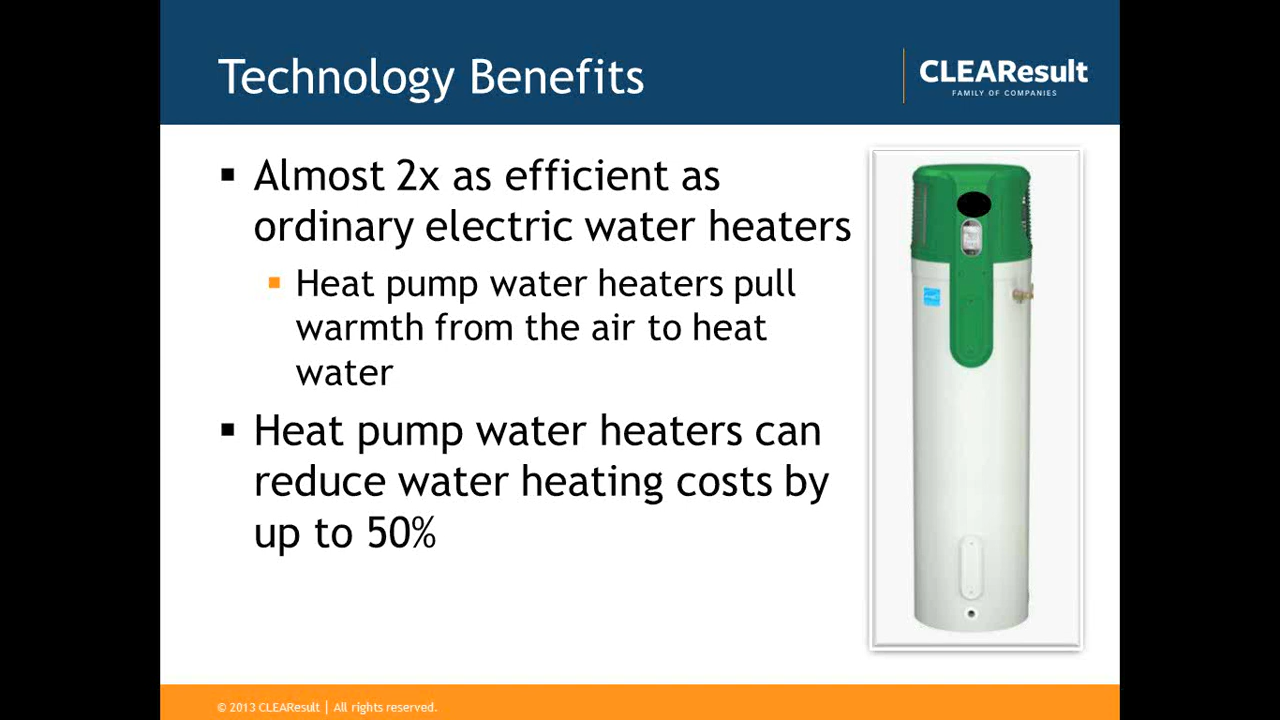 Technology Benefits
CLEAResult
FAMILY OF COMPANIES
▪ Almost 2x as efficient as
ordinary electric water heaters
▪ Heat pump water heaters pull
warmth from the air to heat
water
▪ Heat pump water heaters can
reduce water heating costs by
up to 50%
© 2013 CLEAResult | All rights reserved.